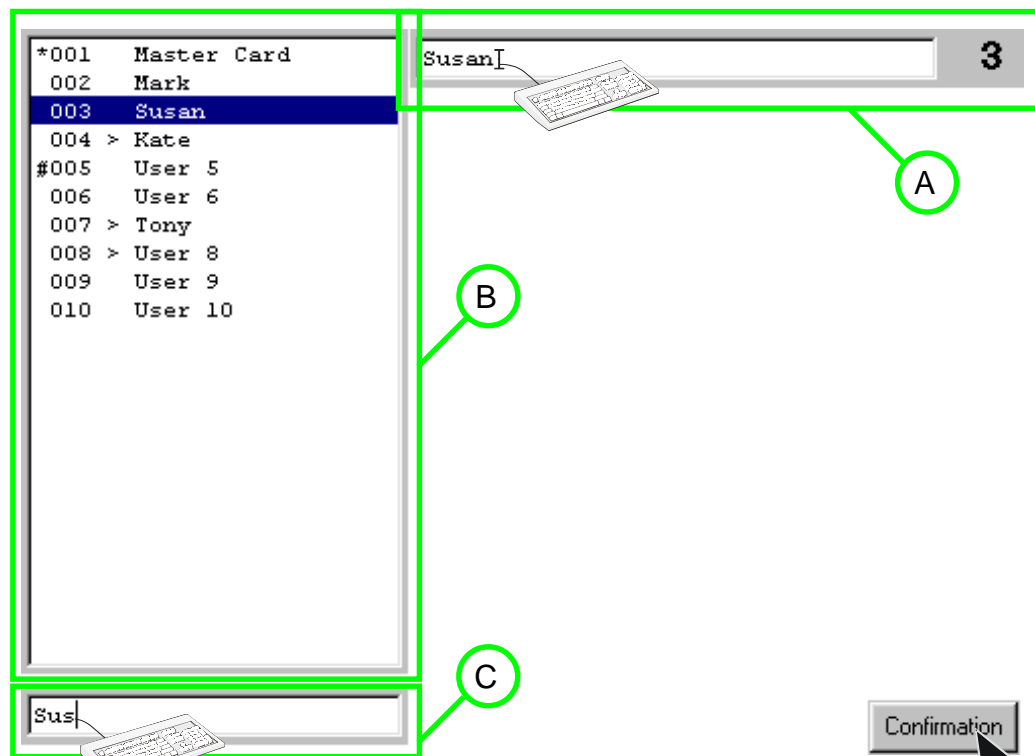 *001   Master Card
002   Mark
003   Susan
004 > Kate
#005   User 5
006   User 6
007 > Tony
008 > User 8
009   User 9
010   User 10
Susan
3
A
B
C
Sus
Confirmation